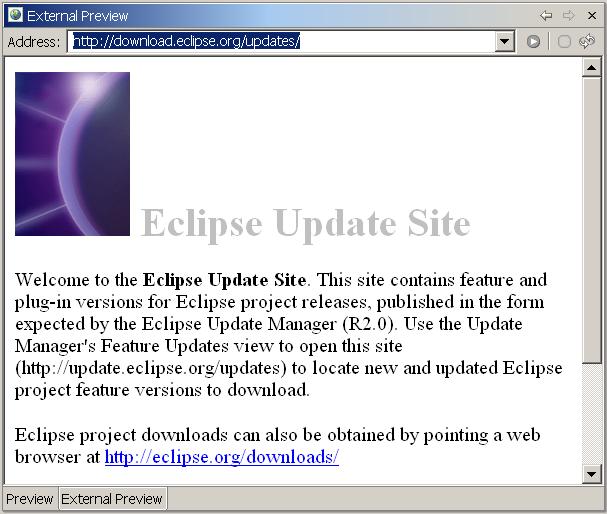 External Preview
Address: http://download.eclipse.org/updates/
Eclipse Update Site
Welcome to the Eclipse Update Site. This site contains feature and
plug-in versions for Eclipse project releases, published in the form
expected by the Eclipse Update Manager (R2.0). Use the Update
Manager's Feature Updates view to open this site
(http://update.eclipse.org/updates) to locate new and updated Eclipse
project feature versions to download.
Eclipse project downloads can also be obtained by pointing a web
browser at http://eclipse.org/downloads/
Preview External Preview